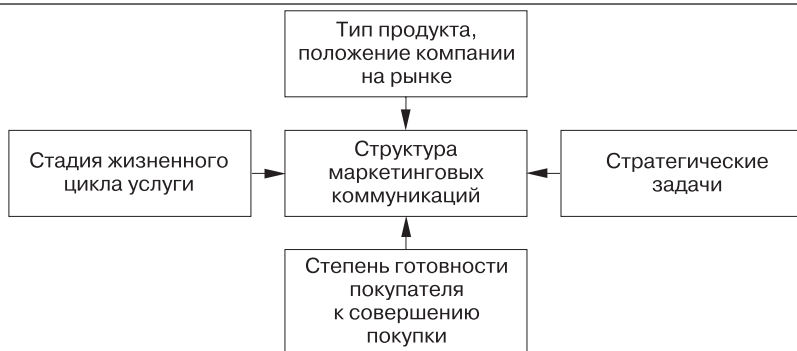 Тип продукта,
положение компании
на рынке
Стадия жизненного
цикла услуги
Структура
маркетинговых
коммуникаций
Стратегические
задачи
Степень готовности
покупателя
к совершению
покупки